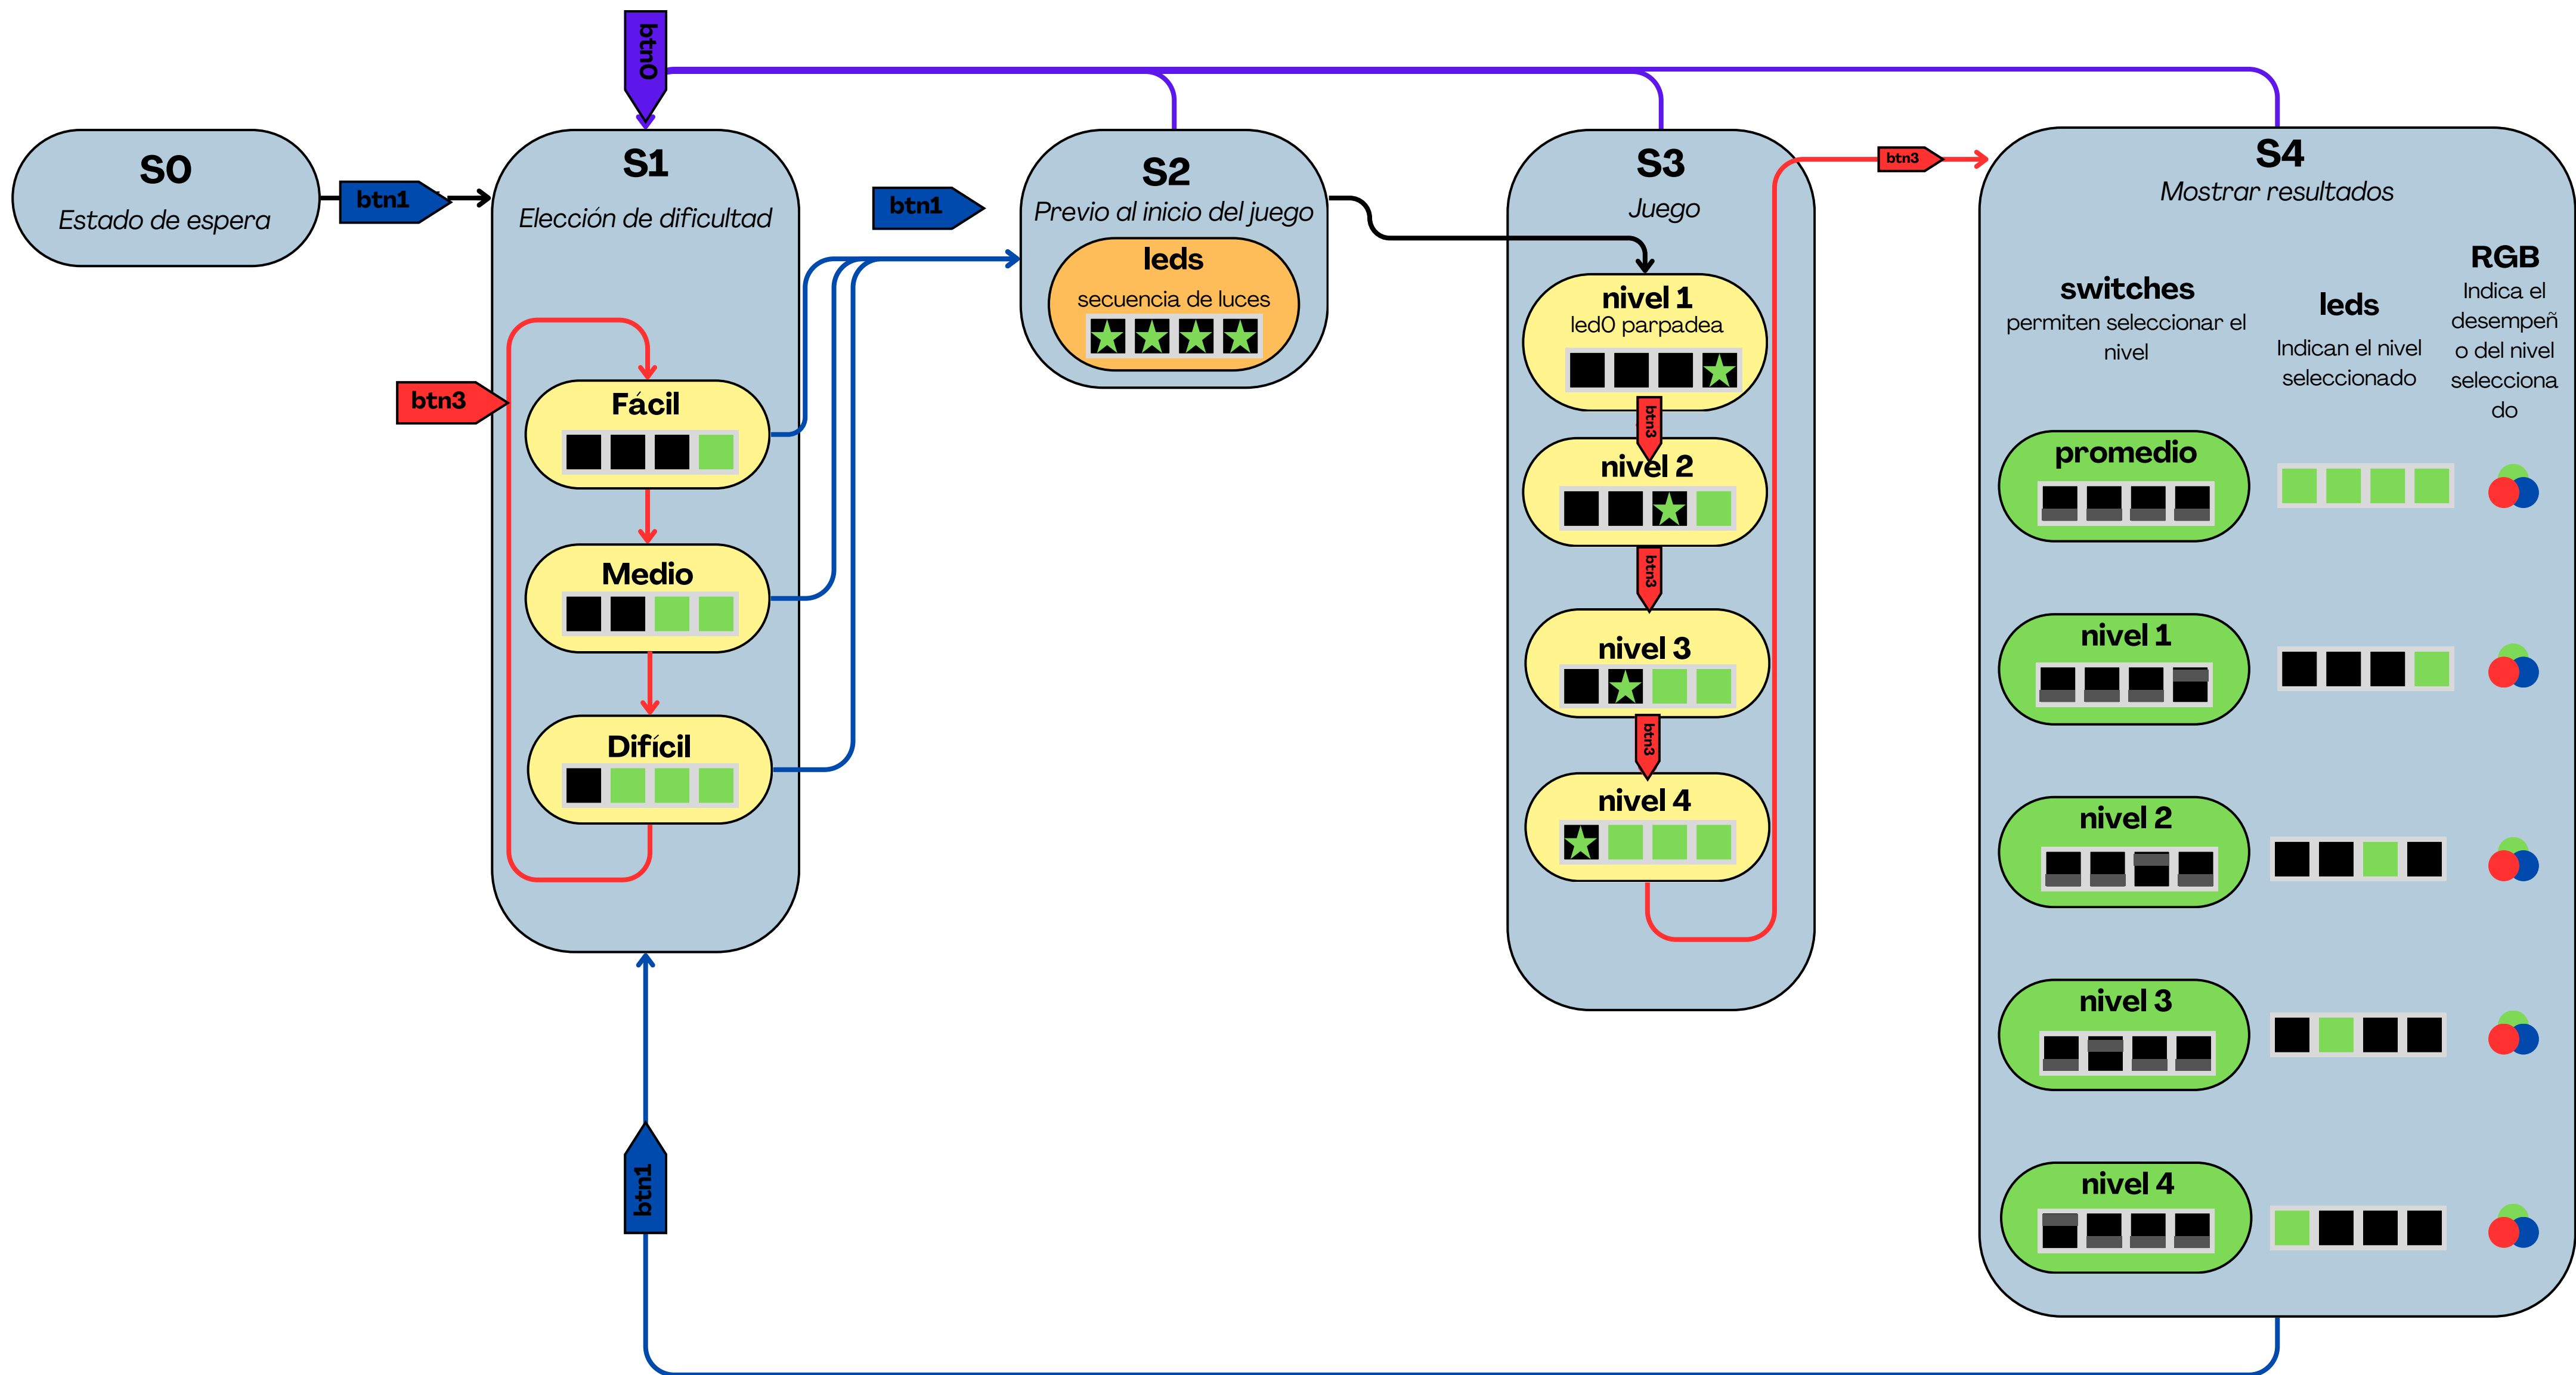 btn0
S0
Estado de espera
btn1
S1
Elección de dificultad
btn3
Fácil
Medio
Difícil
btn1
btn1
S2
Previo al inicio del juego
leds
secuencia de luces
S3
Juego
nivel 1
led0 parpadea
btn3
nivel 2
btn3
nivel 3
btn3
nivel 4
btn3
S4
Mostrar resultados
switches
permiten seleccionar el
nivel
leds
Indican el nivel
seleccionado
RGB
Indica el
desempeñ
o del nivel
selecciona
do
promedio
nivel 1
nivel 2
nivel 3
nivel 4